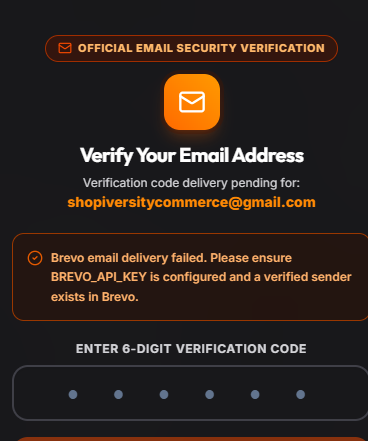 OFFICIAL EMAIL SECURITY VERIFICATION
Verify Your Email Address
Verification code delivery pending for:
shopiversitycommerce@gmail.com
Brevo email delivery failed. Please ensure
BREVO_API_KEY is configured and a verified sender
exists in Brevo.
ENTER 6-DIGIT VERIFICATION CODE